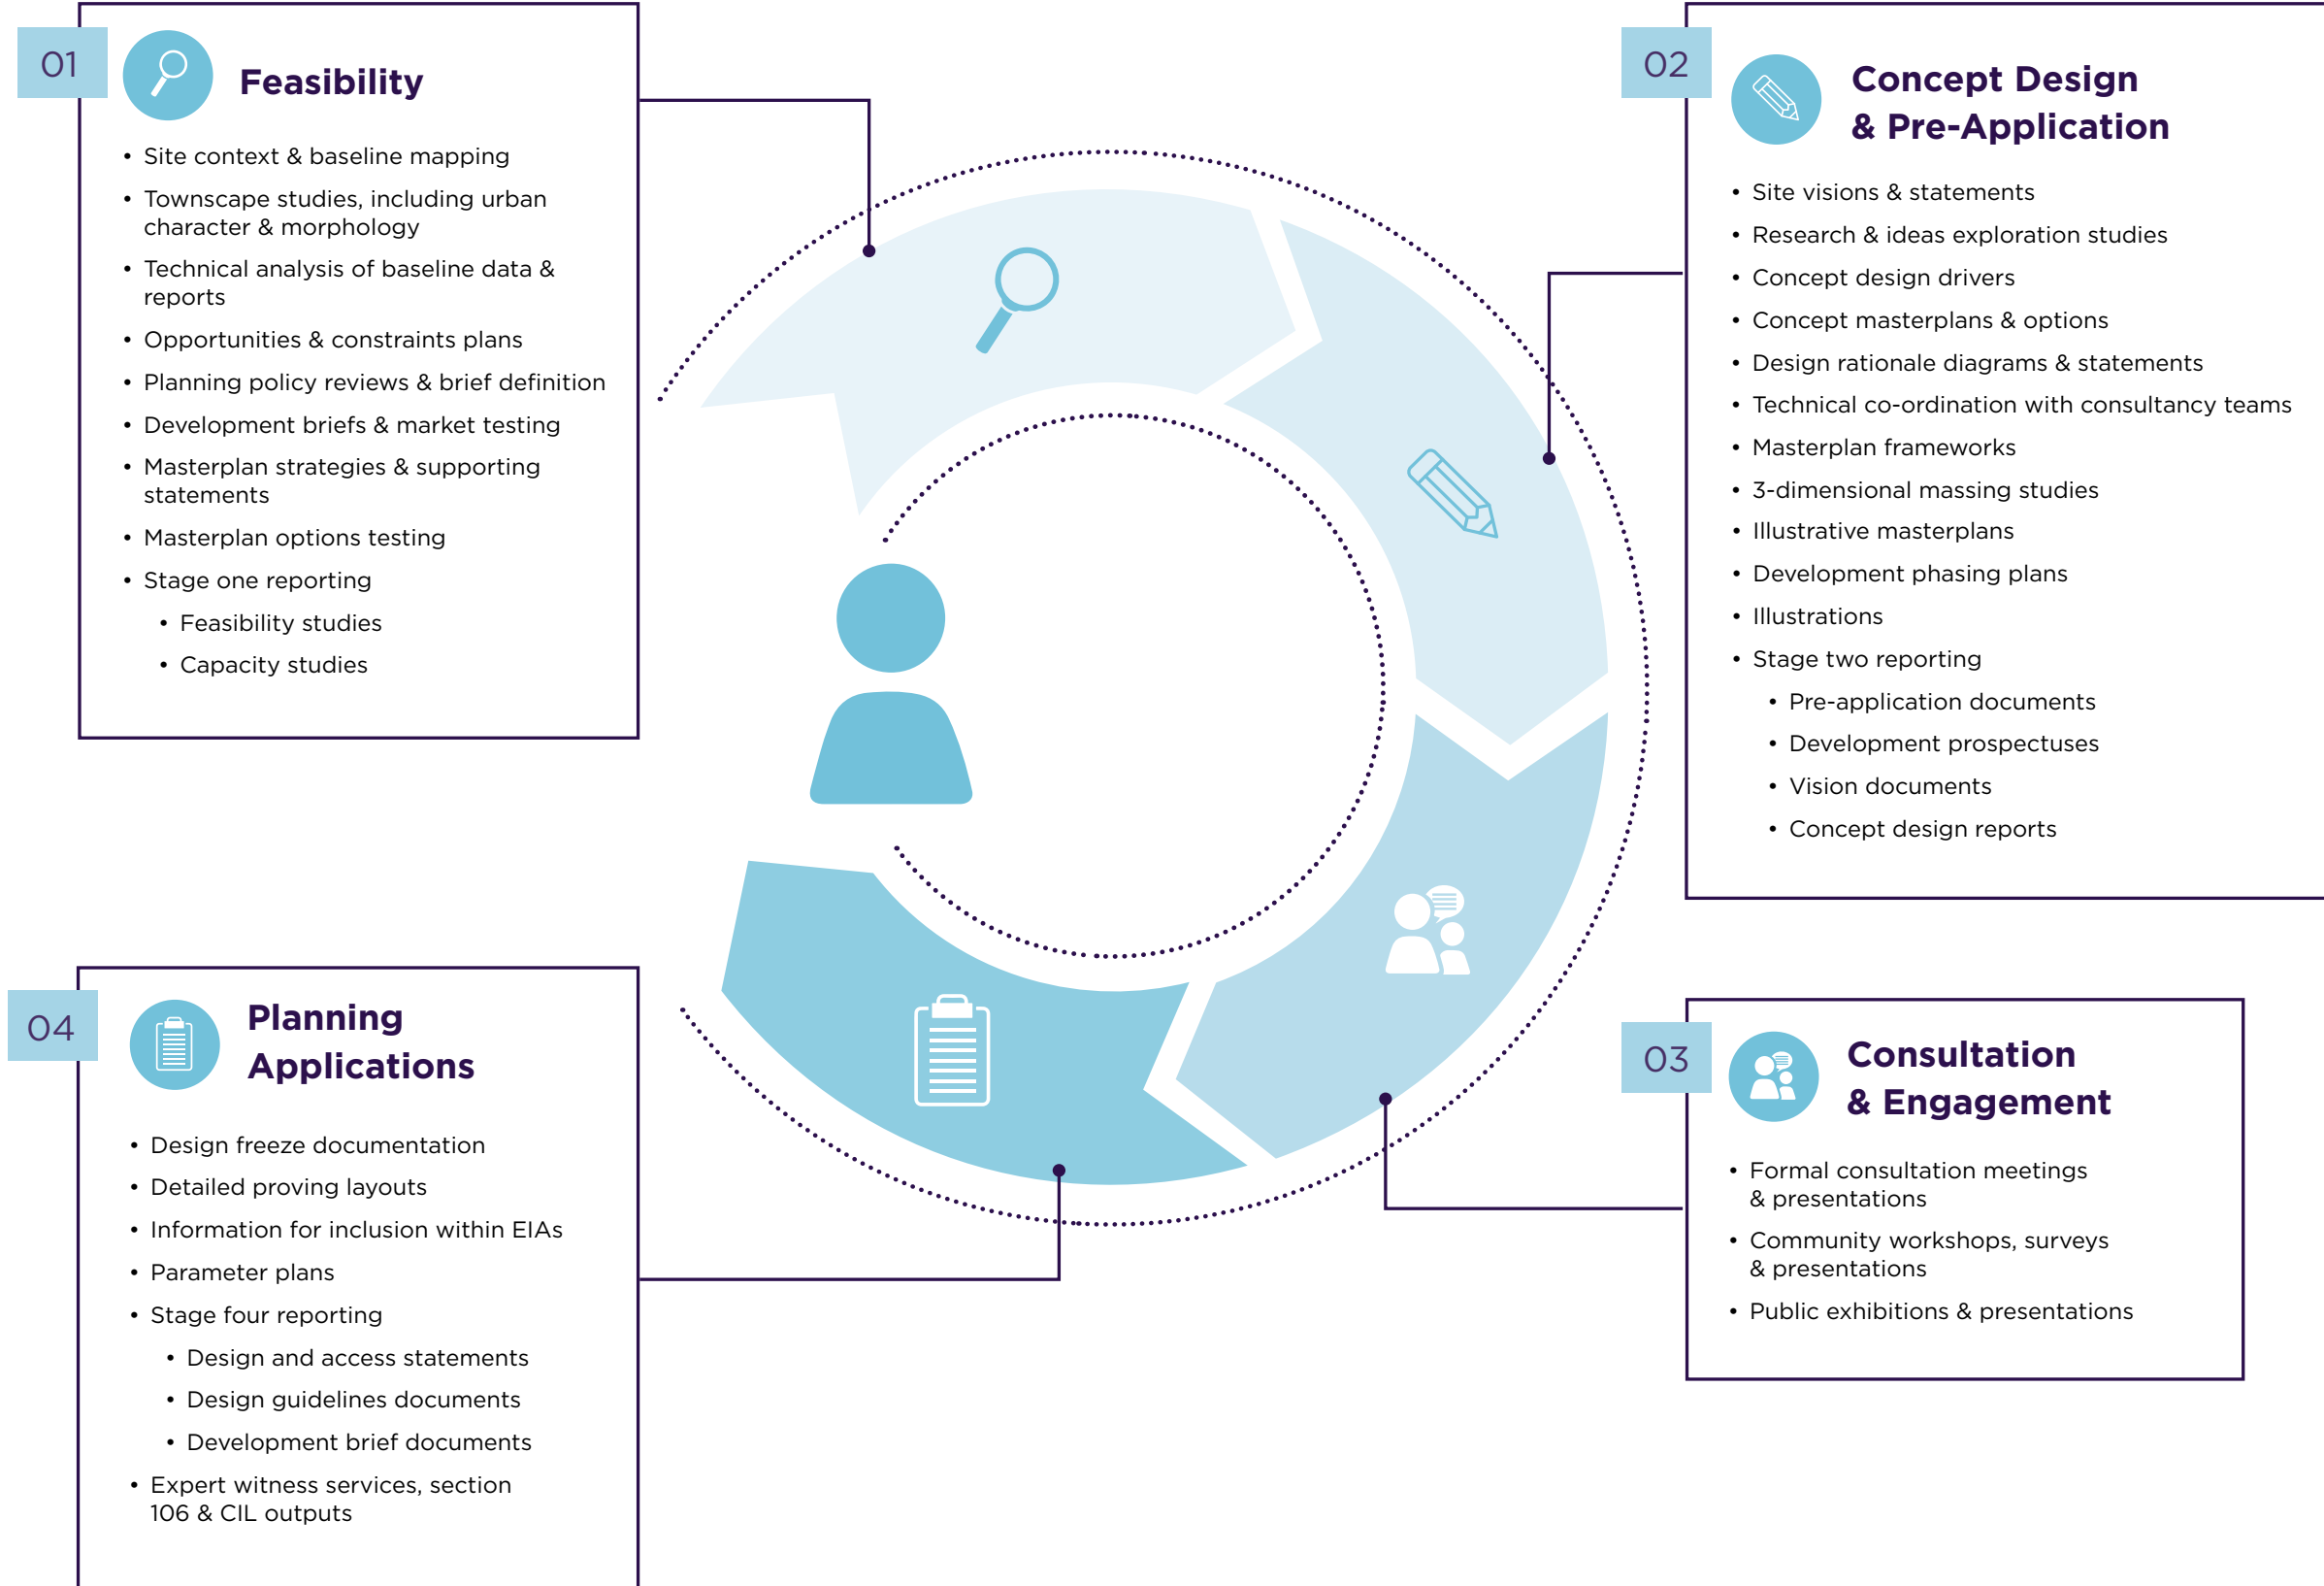 01
Feasibility
• Site context & baseline mapping
• Townscape studies, including urban
character & morphology
• Technical analysis of baseline data &
reports
• Opportunities & constraints plans
• Planning policy reviews & brief definition
• Development briefs & market testing
• Masterplan strategies & supporting
statements
• Masterplan options testing
• Stage one reporting
• Feasibility studies
• Capacity studies
02
Concept Design
& Pre-Application
• Site visions & statements
• Research & ideas exploration studies
• Concept design drivers
• Concept masterplans & options
• Design rationale diagrams & statements
• Technical co-ordination with consultancy teams
• Masterplan frameworks
• 3-dimensional massing studies
• Illustrative masterplans
• Development phasing plans
• Illustrations
• Stage two reporting
• Pre-application documents
• Development prospectuses
• Vision documents
• Concept design reports
03
Consultation
& Engagement
• Formal consultation meetings
& presentations
• Community workshops, surveys
& presentations
• Public exhibitions & presentations
04
Planning
Applications
• Design freeze documentation
• Detailed proving layouts
• Information for inclusion within EIAs
• Parameter plans
• Stage four reporting
• Design and access statements
• Design guidelines documents
• Development brief documents
• Expert witness services, section
106 & CIL outputs